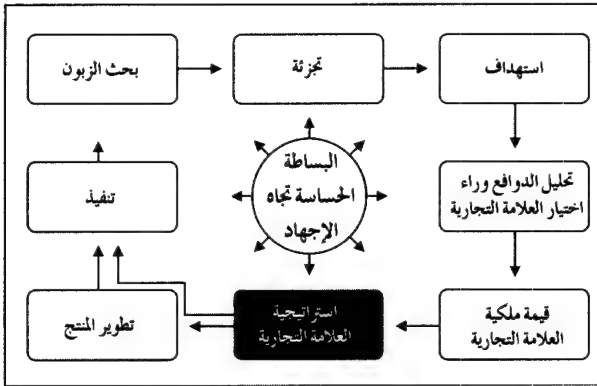 بحث الزبون
تجزئة
استهداف
البساطة
الحساسة تجاه
الإجهاد
تنفيذ
تحليل الدوافع وراء
اختيار العلامة التجارية
تطوير المنتج
استراتيجية
العلامة التجارية
قيمة ملكية
العلامة التجارية